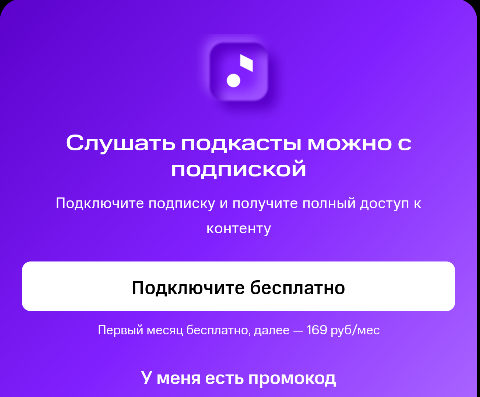 Слушать подкасты можно с
подпиской
Подключите подписку и получите полный доступ к
контенту
Подключите бесплатно
Первый месяц бесплатно, далее — 169 руб/мес
У меня есть промокод